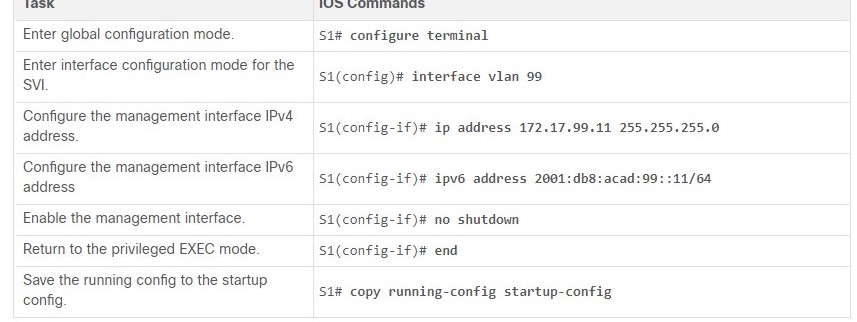 Task IOS Commands
Enter global configuration mode. S1# configure terminal
Enter interface configuration mode for the
SVI. S1(config)# interface vlan 99
Configure the management interface IPv4
address. S1(config-if)# ip address 172.17.99.11 255.255.255.0
Configure the management interface IPv6
address S1(config-if)# ipv6 address 2001:db8:acad:99::11/64
Enable the management interface. S1(config-if)# no shutdown
Return to the privileged EXEC mode. S1(config-if)# end
Save the running config to the startup
config. S1# copy running-config startup-config